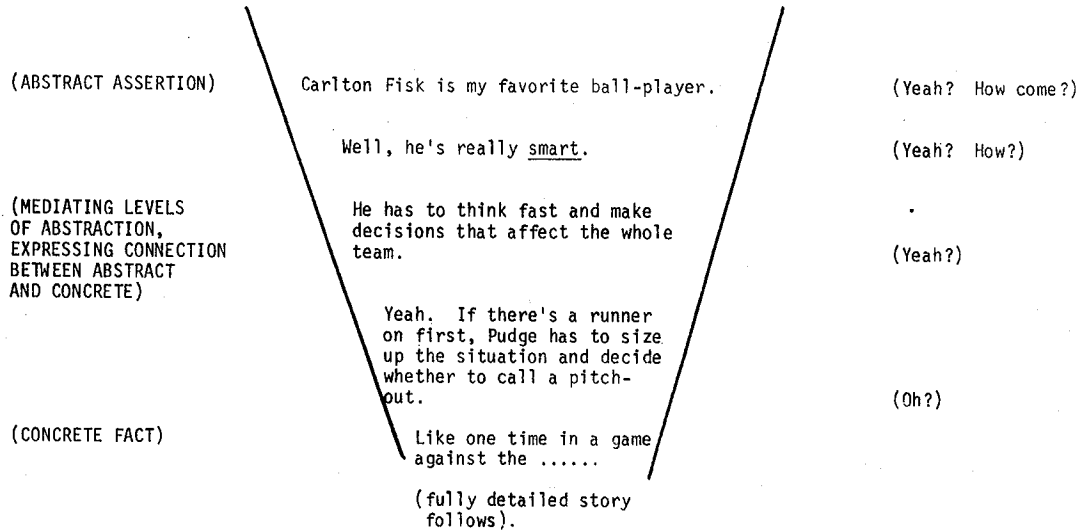 (ABSTRACT ASSERTION) Carlton Fisk is my favorite ball-player. (Yeah? How come?)
Well, he's really smart. (Yeah? How?)
(MEDIATING LEVELS
OF ABSTRACTION,
EXPRESSING CONNECTION
BETWEEN ABSTRACT
AND CONCRETE)
He has to think fast and make
decisions that affect the whole
team.
(Yeah?)
Yeah. If there's a runner
on first, Pudge has to size
up the situation and decide
whether to call a pitch-
out.
(Oh?)
(CONCRETE FACT)
Like one time in a game
against the ......
(fully detailed story
follows).